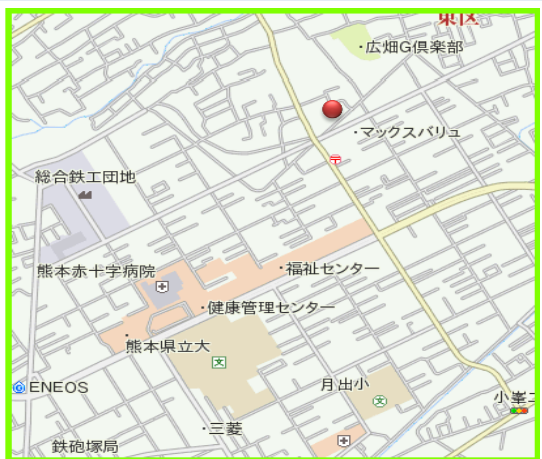 東区
・広畑G倶楽部
・マックスバリュ
総合鉄工団地
熊本赤十字病院
・福祉センター
・健康管理センター
熊本県立大
ENEOS
月出小
小峯エ
・三菱
鉄砲塚局